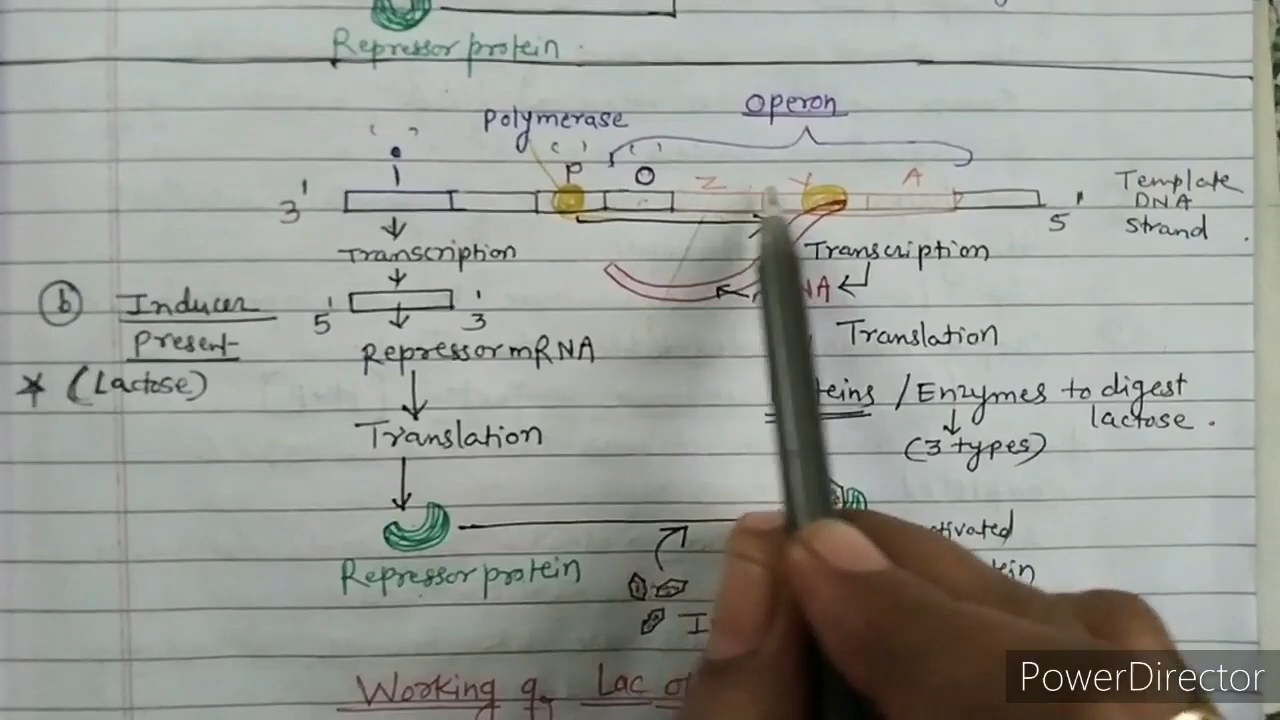 Repressor protein.
Operon
Polymerase
i P O Z Y A
3' 5' Template
DNA
strand.
Transcription
Transcription
b Inducer
Present
* (Lactose)
5' 3'
Repressor mRNA
Translation
Translation
/Enzymes to digest
lactose.
(3 types)
Repressor protein
Working of Lac
PowerDirector